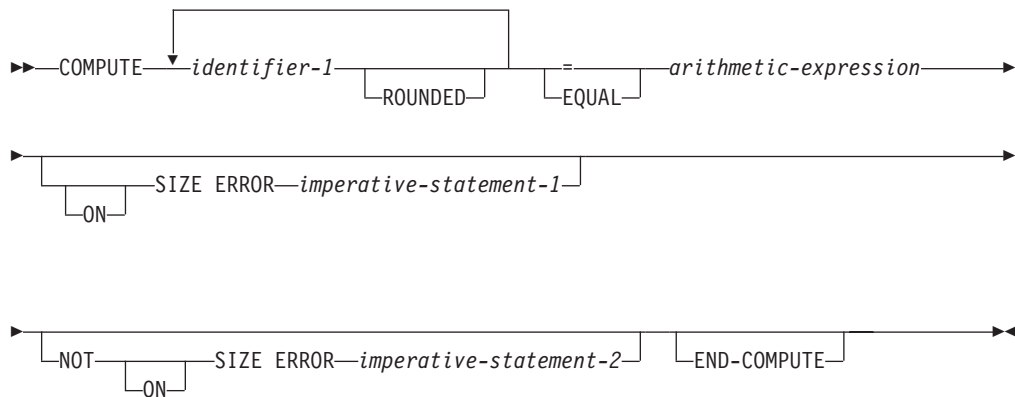 COMPUTE identifier-1 = arithmetic-expression
ROUNDED EQUAL
SIZE ERROR imperative-statement-1
ON
NOT SIZE ERROR imperative-statement-2 END-COMPUTE
ON